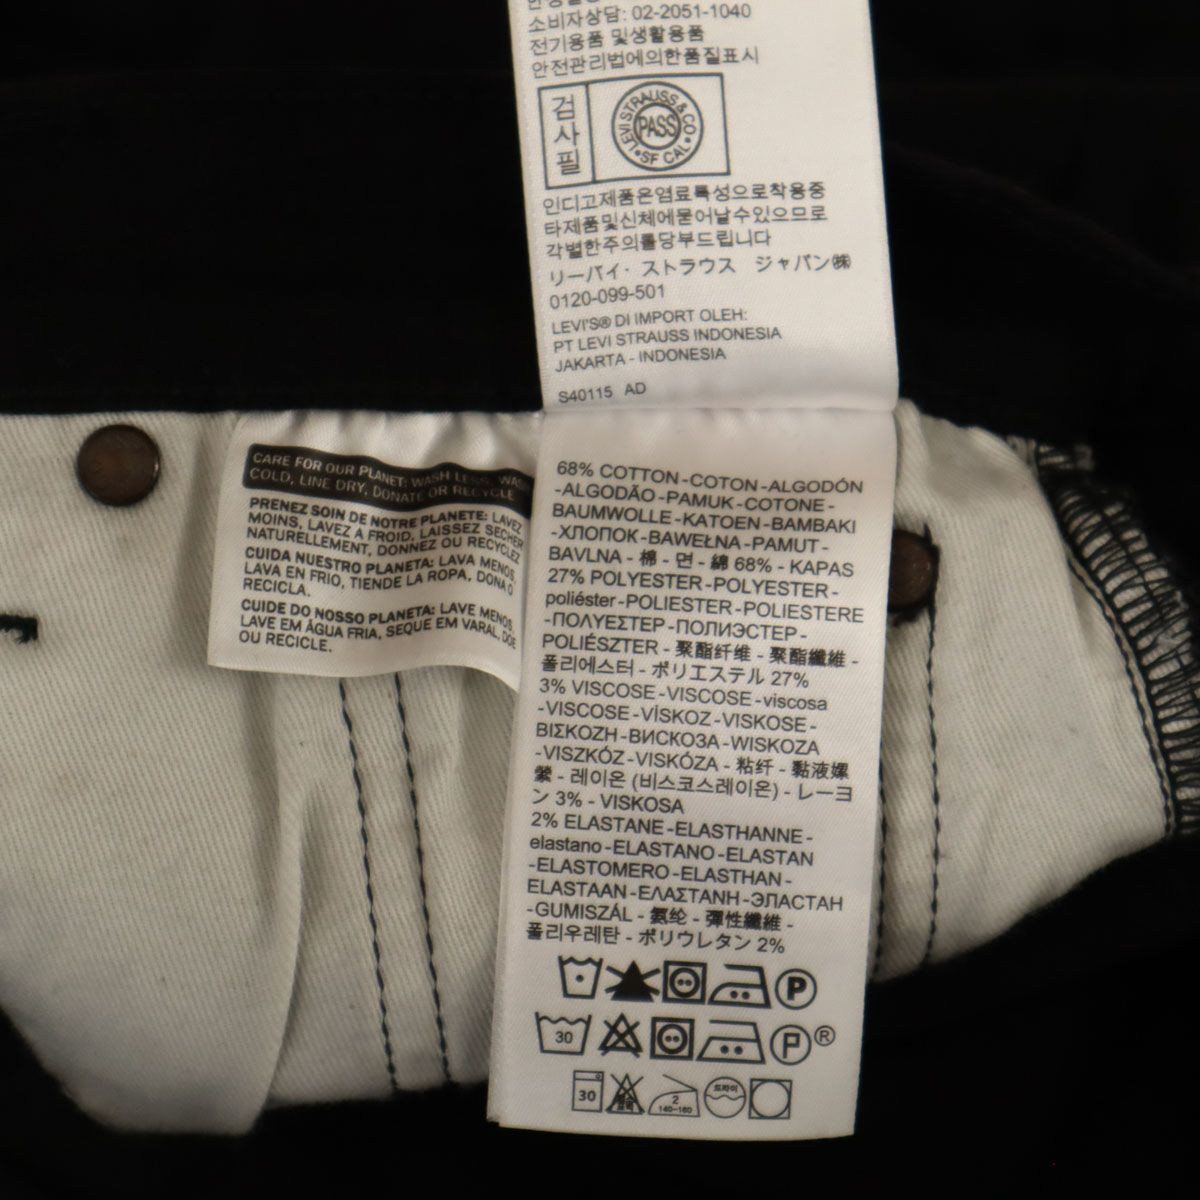 소비자상담: 02-2051-1040
전기용품 및생활용품
안전관리법에의한품질표시
검사필
LEVI STRAUSS & CO
PASS
SF CAL
인디고제품은염료특성으로착용중
타제품및신체에묻어날수있으므로
각별한주의를당부드립니다
リーバイ・ストラウス ジャパン㈱
0120-099-501
LEVI'S® DI IMPORT OLEH:
PT LEVI STRAUSS INDONESIA
JAKARTA - INDONESIA
S40115 AD
CARE FOR OUR PLANET: WASH LESS, WASH
COLD, LINE DRY, DONATE OR RECYCLE
PRENEZ SOIN DE NOTRE PLANETE: LAVEZ
MOINS, LAVEZ A FROID, LAISSEZ SECHER
NATURELLEMENT, DONNEZ OU RECYCLEZ
CUIDA NUESTRO PLANETA: LAVA MENOS,
LAVA EN FRIO, TIENDE LA ROPA, DONA O
RECICLA.
CUIDE DO NOSSO PLANETA: LAVE MENOS,
LAVE EM ÁGUA FRIA, SEQUE EM VARAL, DOE
OU RECICLE.
68% COTTON-COTON-ALGODÓN
-ALGODÃO-PAMUK-COTONE-
BAUMWOLLE-KATOEN-BAMBAKI
-ХЛОПОК-BAWEŁNA-PAMUT-
BAVLNA - 棉 - 면 - 綿 68% - KAPAS
27% POLYESTER-POLYESTER-
poliéster-POLIESTER-POLIESTERE
-ΠΟΛΥΕΣΤΕΡ-ПОЛИЭСТЕР-
POLIÉSZTER - 聚酯纤维 - 聚酯纖維 -
폴리에스터 - ポリエステル 27%
3% VISCOSE-VISCOSE-viscosa
-VISCOSE-VİSKOZ-VISKOSE-
ΒΙΣΚΟΖΗ-ВИСКОЗА-WISKOZA
-VISZKÓZ-VISKÓZA - 粘纤 - 黏液嫘
縈 - 레이온 (비스코스레이온) - レーヨ
ン 3% - VISKOSA
2% ELASTANE-ELASTHANNE-
elastano-ELASTANO-ELASTAN
-ELASTOMERO-ELASTHAN-
ELASTAAN-ΕΛΑΣΤΑΝΗ-ЭЛАСТАН
-GUMISZÁL - 氨纶 - 彈性纖維 -
폴리우레탄 - ポリウレタン 2%
P
30 P ®
30 염소표백 2 140-160 드라이